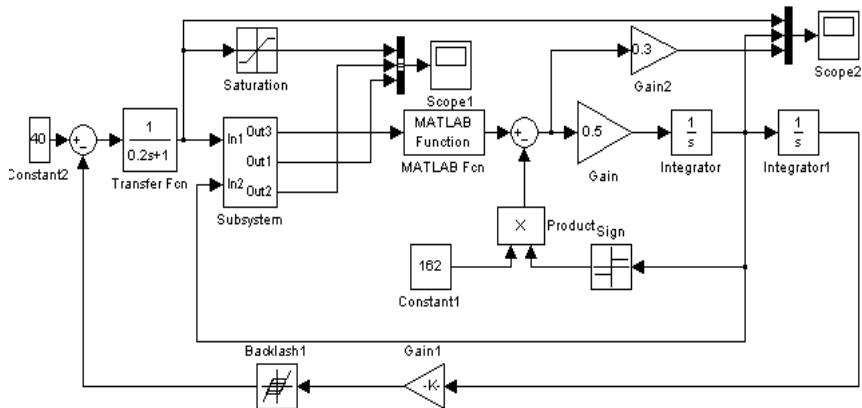 0.3
Scope2
Saturation
Scope1
Gain2
40
1
0.2s+1
In1
In2
Out3
Out1
Out2
MATLAB
Function
0.5
1
s
1
s
Constant2
Transfer Fcn
MATLAB Fcn
Gain
Integrator
Integrator1
Subsystem
X
Product
Sign
162
Constant1
Backlash1
Gain1
-K-